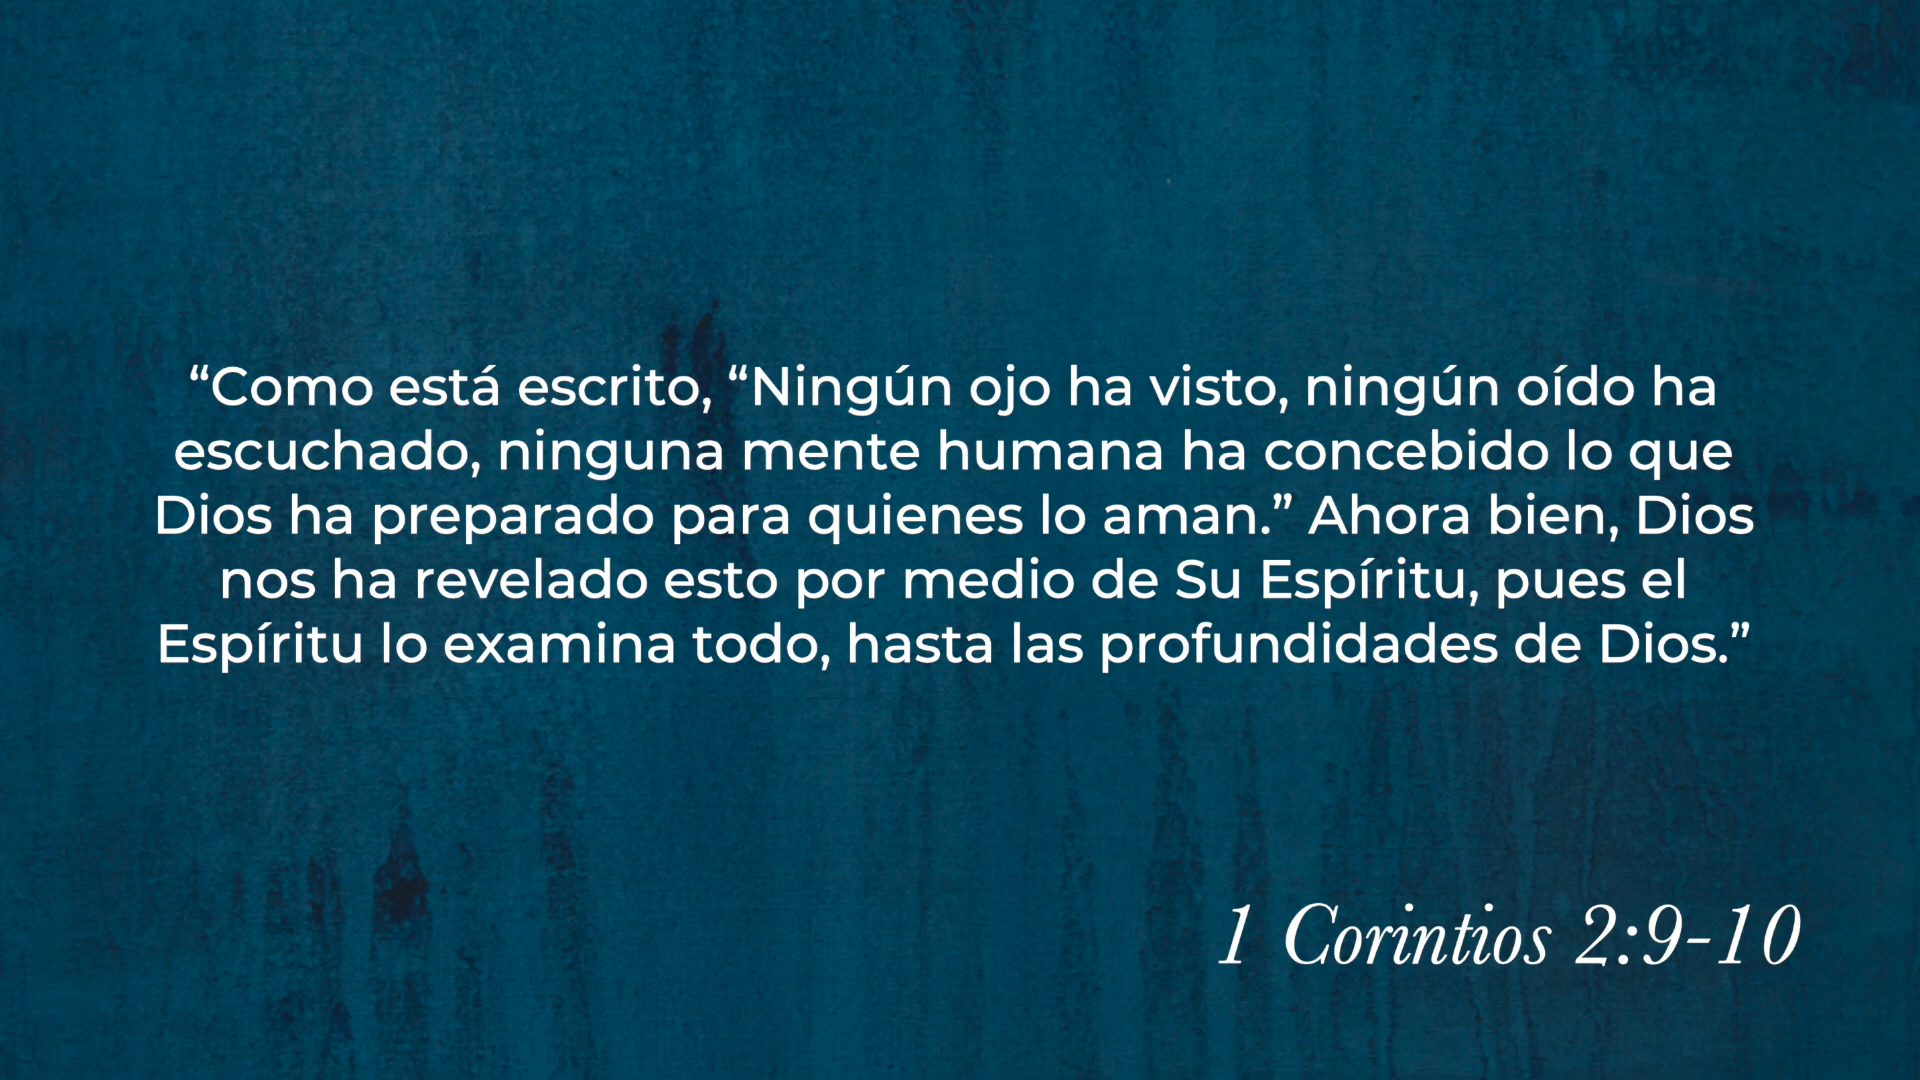 “Como está escrito, “Ningún ojo ha visto, ningún oído ha
escuchado, ninguna mente humana ha concebido lo que
Dios ha preparado para quienes lo aman.” Ahora bien, Dios
nos ha revelado esto por medio de Su Espíritu, pues el
Espíritu lo examina todo, hasta las profundidades de Dios.”
1 Corintios 2:9-10